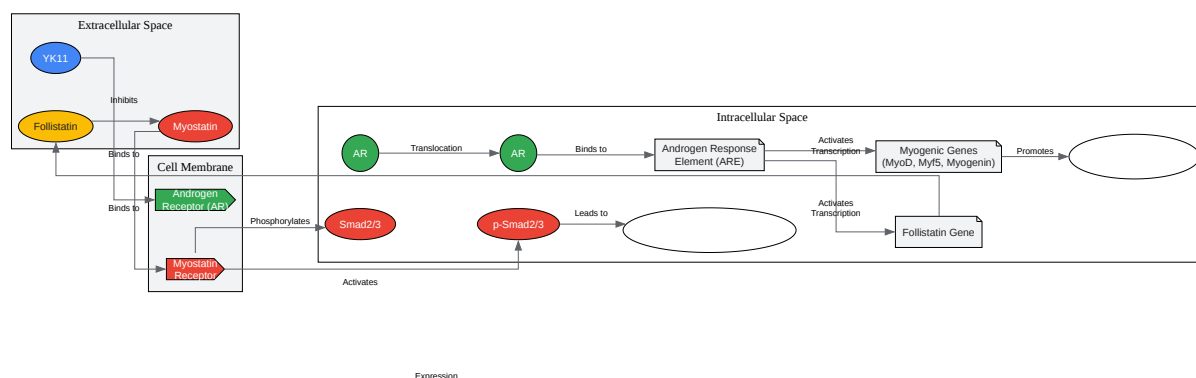 Extracellular Space
YK11
Inhibits
Follistatin
Myostatin
Binds to
Cell Membrane
Androgen
Receptor (AR)
Binds to
Phosphorylates
Myostatin
Receptor
Activates
Intracellular Space
AR
Translocation
AR
Binds to
Androgen Response
Element (ARE)
Activates
Transcription
Myogenic Genes
(MyoD, Myf5, Myogenin)
Promotes
Smad2/3
p-Smad2/3
Leads to
Activates
Transcription
Follistatin Gene
Expression